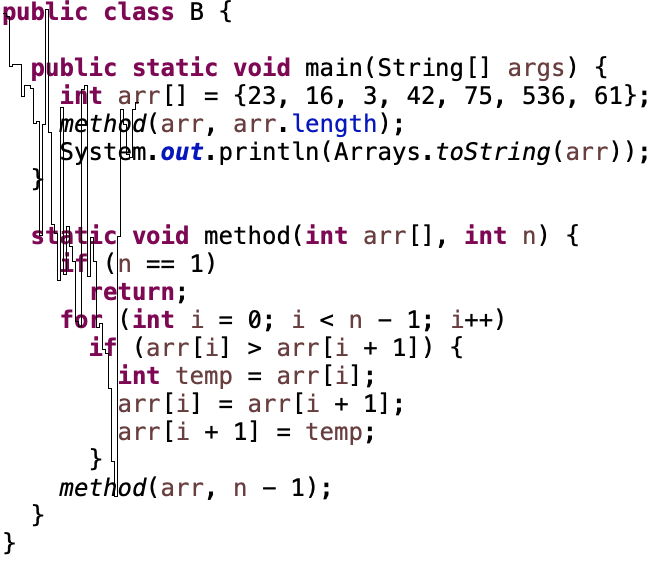 public class B {
public static void main(String[] args) {
int arr[] = {23, 16, 3, 42, 75, 536, 61};
method(arr, arr.length);
System.out.println(Arrays.toString(arr));
}
static void method(int arr[], int n) {
if (n == 1)
return;
for (int i = 0; i < n - 1; i++)
if (arr[i] > arr[i + 1]) {
int temp = arr[i];
arr[i] = arr[i + 1];
arr[i + 1] = temp;
}
method(arr, n - 1);
}
}